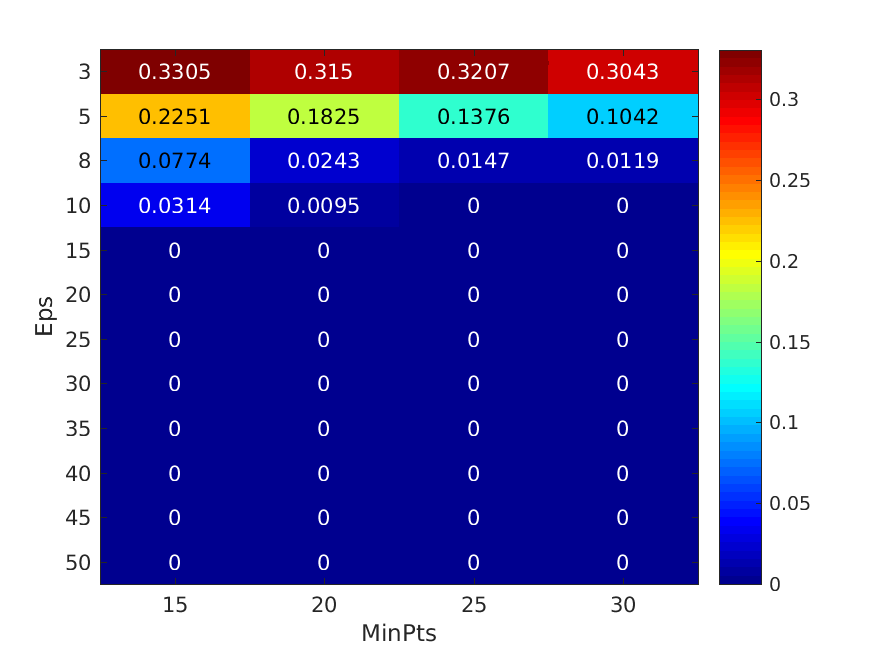 3 0.3305 0.315 0.3207 0.3043
5 0.2251 0.1825 0.1376 0.1042
8 0.0774 0.0243 0.0147 0.0119
10 0.0314 0.0095 0 0
15 0 0 0 0
20 0 0 0 0
25 0 0 0 0
30 0 0 0 0
35 0 0 0 0
40 0 0 0 0
45 0 0 0 0
50 0 0 0 0
Eps
15 20 25 30
MinPts
0.3
0.25
0.2
0.15
0.1
0.05
0